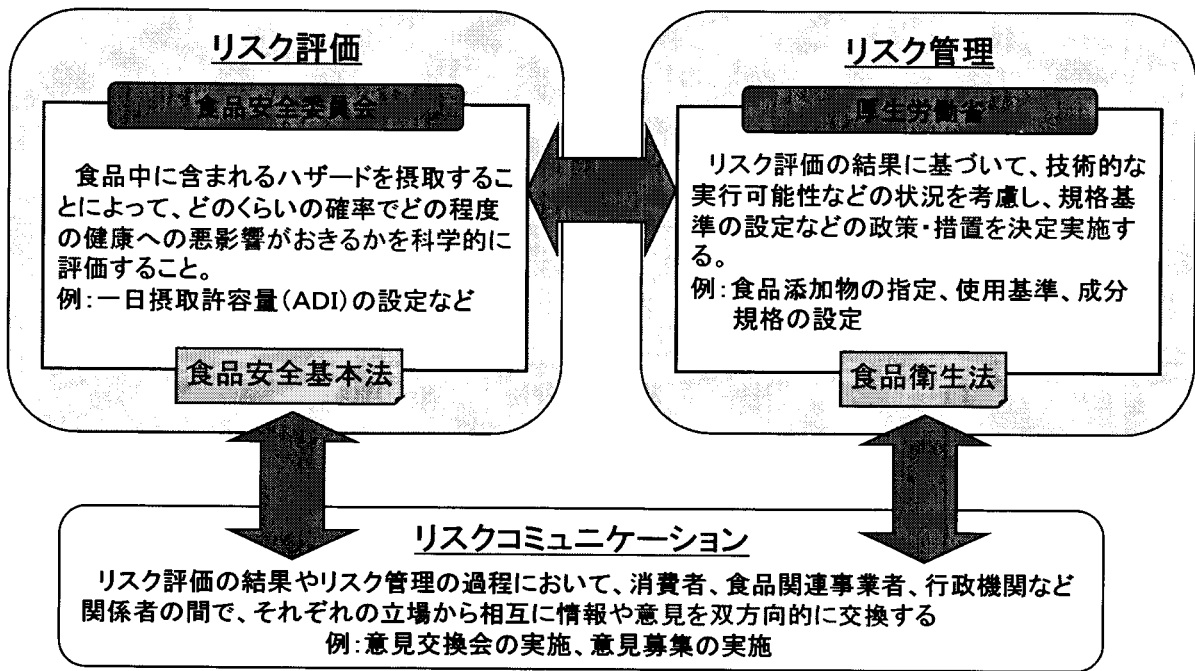 リスク評価
食品安全委員会
食品中に含まれるハザードを摂取するこ
とによって、どのくらいの確率でどの程度
の健康への悪影響がおきるかを科学的に
評価すること。
例:一日摂取許容量(ADI)の設定など
食品安全基本法
リスク管理
厚生労働省
リスク評価の結果に基づいて、技術的な
実行可能性などの状況を考慮し、規格基
準の設定などの政策・措置を決定実施す
る。
例:食品添加物の指定、使用基準、成分
規格の設定
食品衛生法
リスクコミュニケーション
リスク評価の結果やリスク管理の過程において、消費者、食品関連事業者、行政機関など
関係者の間で、それぞれの立場から相互に情報や意見を双方向的に交換する
例:意見交換会の実施、意見募集の実施